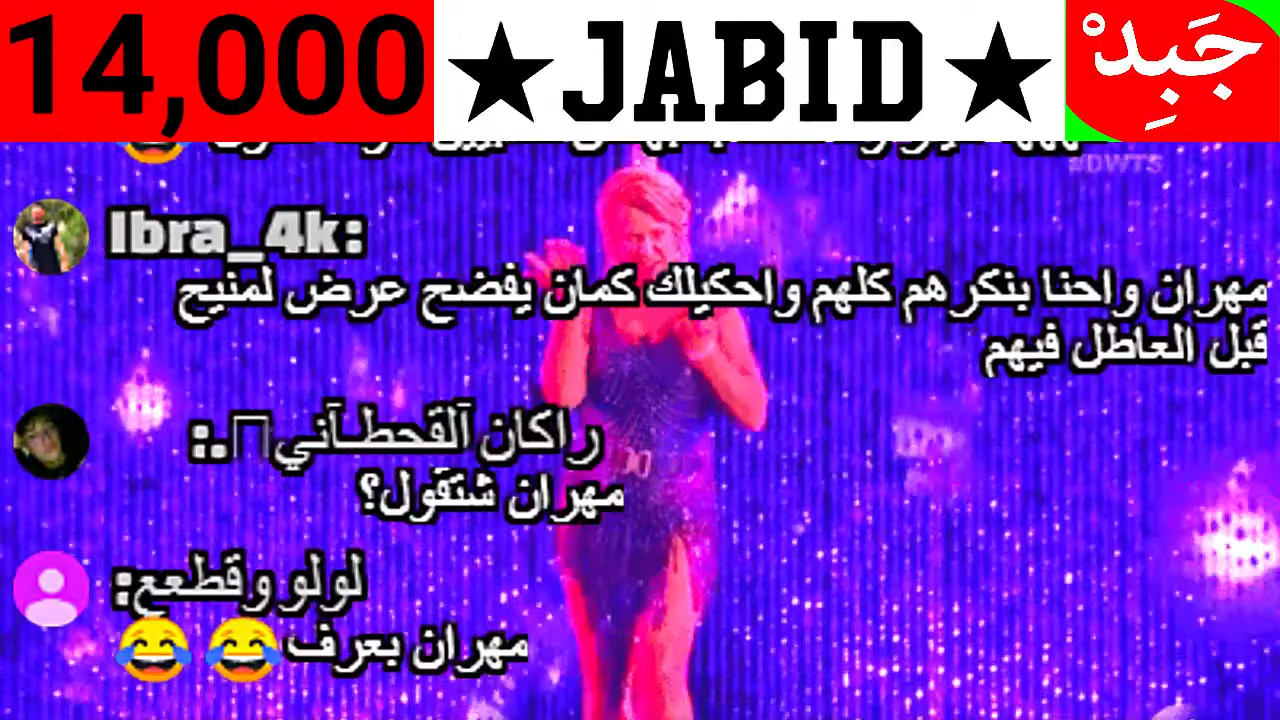 14,000
★JABID★
جَبِدْ
#DWTS
Ibra_4k:
مهران واحنا بنكرهم كلهم واحكيلك كمان يفضح عرض لمنيح
قبل العاطل فيهم
راكان آلقحطـآني.:
مهران شتقول؟
لولو وقطعع:
مهران بعرف😂😂